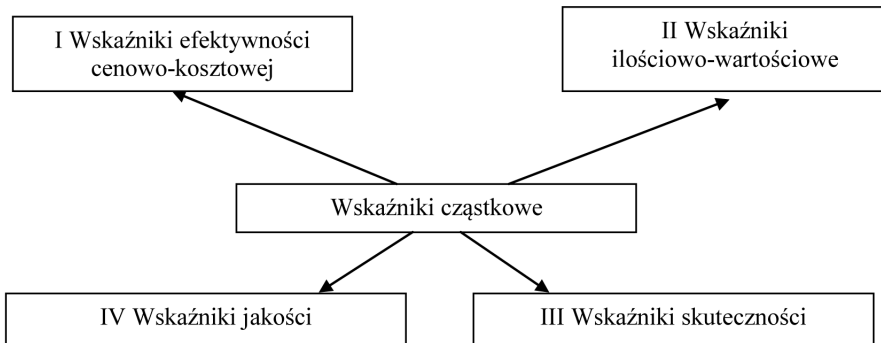 I Wskaźniki efektywności
cenowo-kosztowej
II Wskaźniki
ilościowo-wartościowe
Wskaźniki cząstkowe
IV Wskaźniki jakości
III Wskaźniki skuteczności